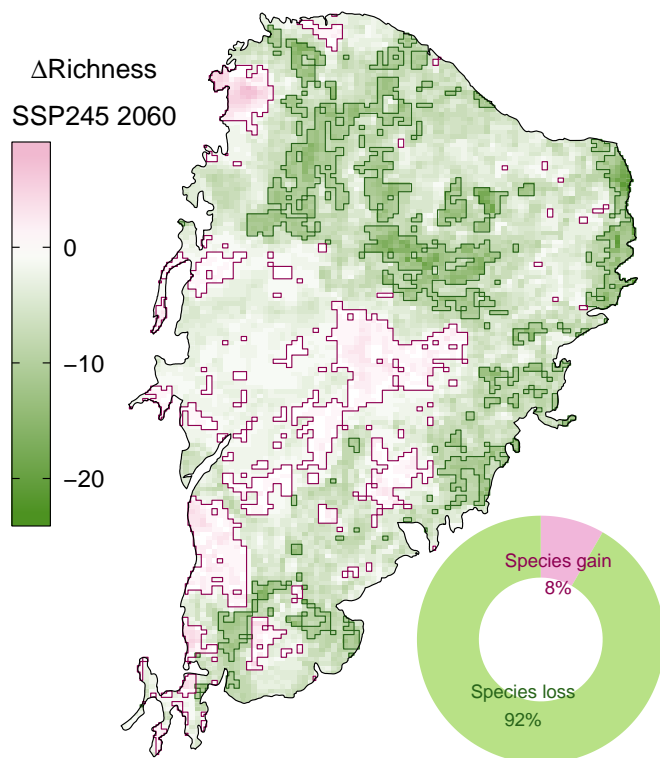 ΔRichness
SSP245 2060
0
−10
−20
Species gain
8%
Species loss
92%